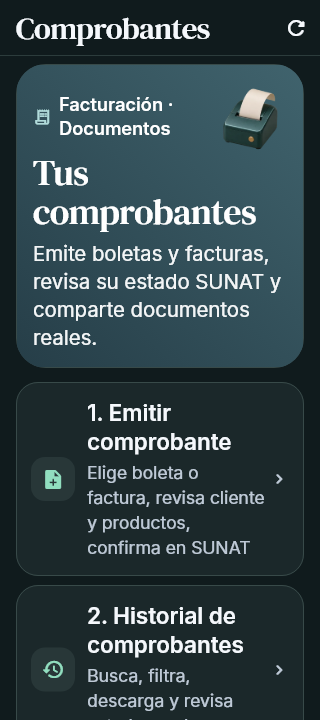 Comprobantes
Facturación ·
Documentos
Tus
comprobantes
Emite boletas y facturas,
revisa su estado SUNAT y
comparte documentos
reales.
1. Emitir
comprobante
Elige boleta o
factura, revisa cliente
y productos,
confirma en SUNAT
2. Historial de
comprobantes
Busca, filtra,
descarga y revisa